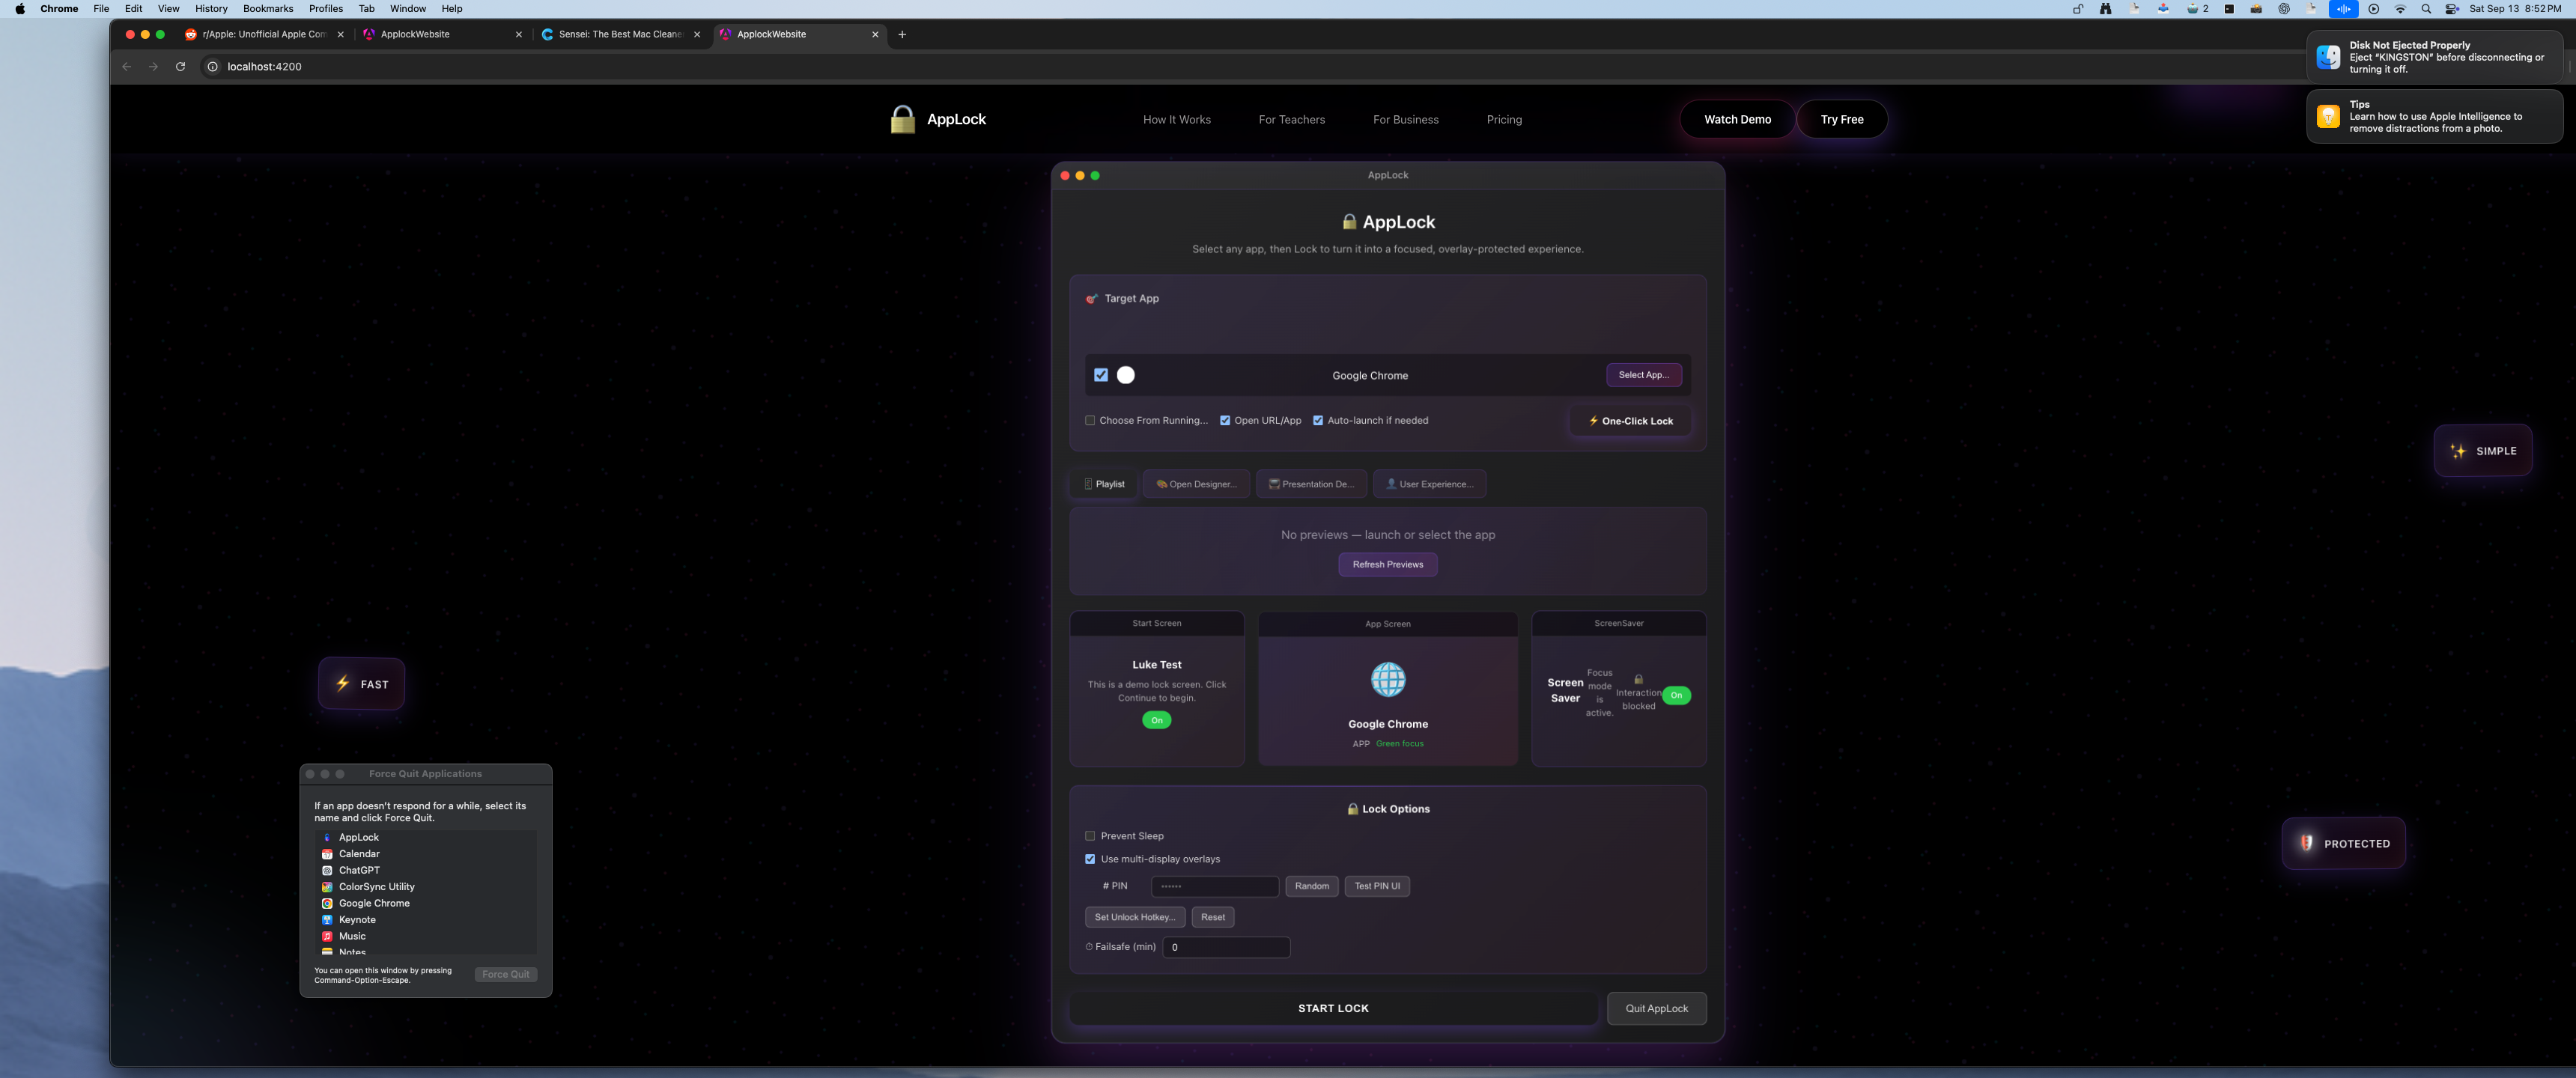 Chrome File Edit View History Bookmarks Profiles Tab Window Help
2
Sat Sep 13 8:52 PM
r/Apple: Unofficial Apple Com
ApplockWebsite
Sensei: The Best Mac Cleane
ApplockWebsite
localhost:4200
Disk Not Ejected Properly
Eject "KINGSTON" before disconnecting or
turning it off.
Tips
Learn how to use Apple Intelligence to
remove distractions from a photo.
AppLock
How It Works
For Teachers
For Business
Pricing
Watch Demo
Try Free
AppLock
AppLock
Select any app, then Lock to turn it into a focused, overlay-protected experience.
Target App
Google Chrome
Select App...
Choose From Running...
Open URL/App
Auto-launch if needed
One-Click Lock
Playlist
Open Designer...
Presentation De...
User Experience...
No previews — launch or select the app
Refresh Previews
Start Screen
Luke Test
This is a demo lock screen. Click
Continue to begin.
On
App Screen
Google Chrome
APP Green focus
ScreenSaver
Screen
Saver
Focus
mode
is
active.
Interaction
blocked
On
Lock Options
Prevent Sleep
Use multi-display overlays
# PIN
Random
Test PIN UI
Set Unlock Hotkey...
Reset
Failsafe (min)
0
START LOCK
Quit AppLock
SIMPLE
FAST
PROTECTED
Force Quit Applications
If an app doesn't respond for a while, select its
name and click Force Quit.
AppLock
Calendar
ChatGPT
ColorSync Utility
Google Chrome
Keynote
Music
Notes
You can open this window by pressing
Command-Option-Escape.
Force Quit